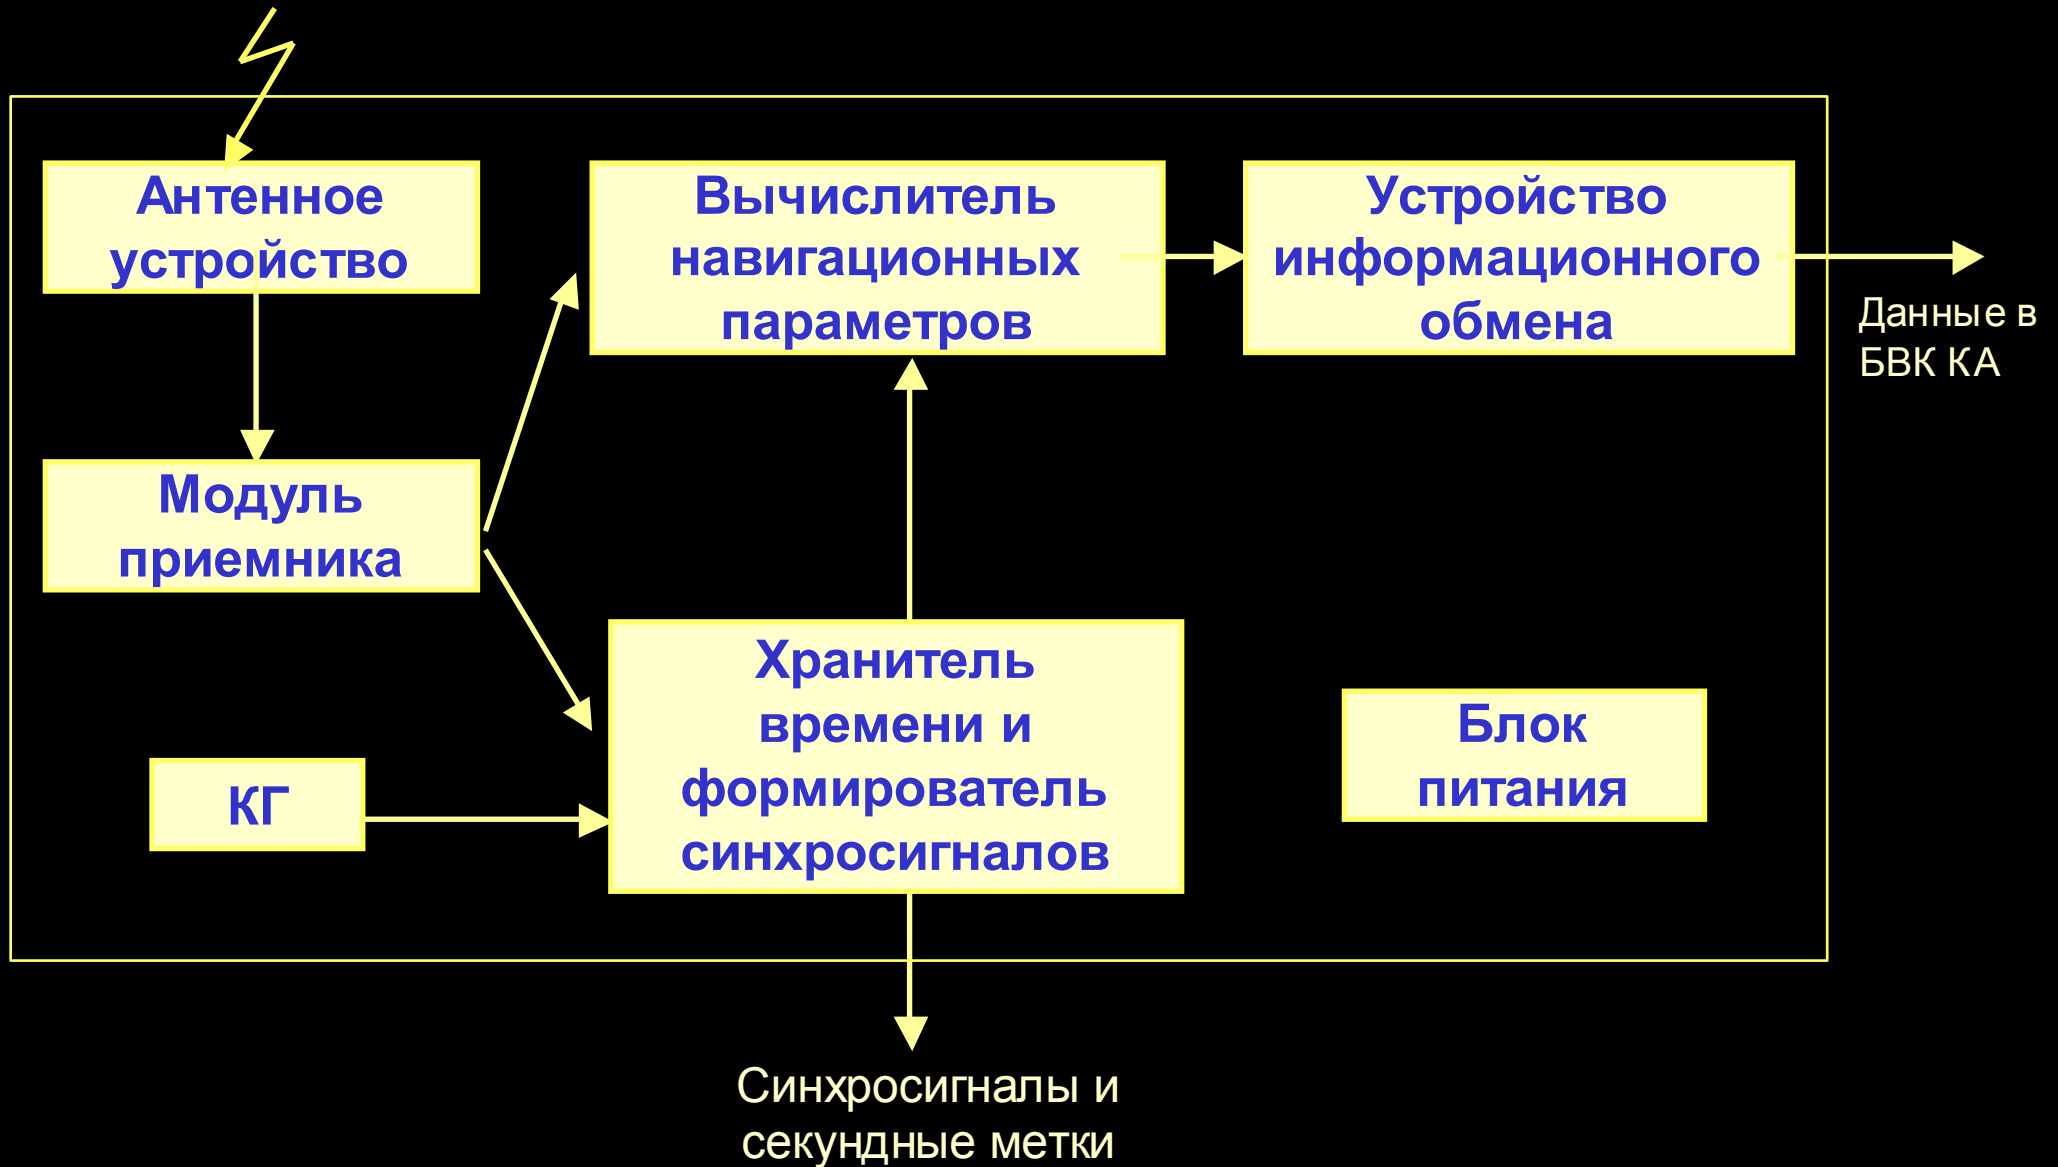 Антенное
устройство
Вычислитель
навигационных
параметров
Устройство
информационного
обмена
Данные в
БВК КА
Модуль
приемника
Хранитель
времени и
формирователь
синхросигналов
Блок
питания
КГ
Синхросигналы и
секундные метки